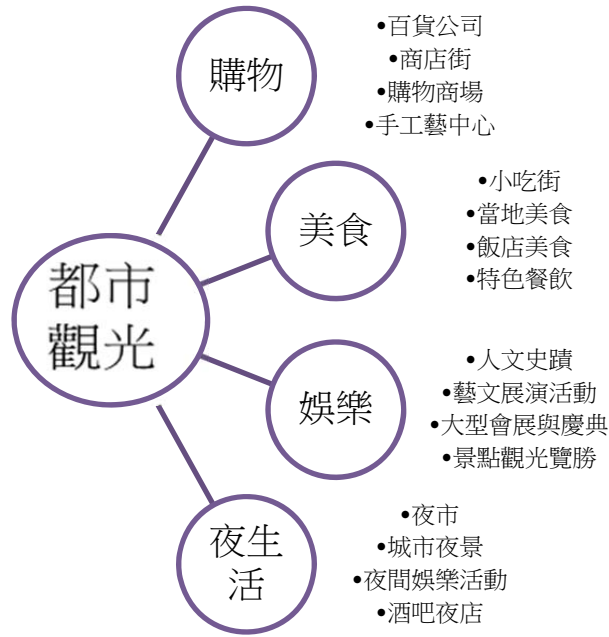 都市
觀光
購物
•百貨公司
•商店街
•購物商場
•手工藝中心
美食
•小吃街
•當地美食
•飯店美食
•特色餐飲
娛樂
•人文史蹟
•藝文展演活動
•大型會展與慶典
•景點觀光覽勝
夜生
活
•夜市
•城市夜景
•夜間娛樂活動
•酒吧夜店